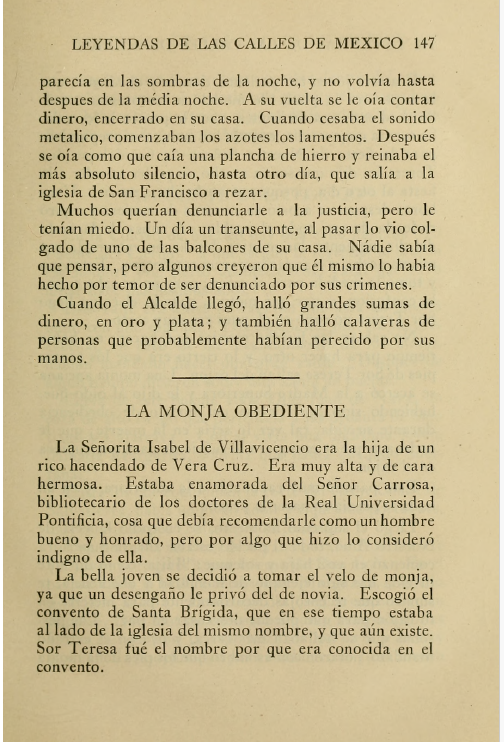 LEYENDAS DE LAS CALLES DE MEXICO 147
parecía en las sombras de la noche, y no volvía hasta
despues de la média noche. A su vuelta se le oía contar
dinero, encerrado en su casa. Cuando cesaba el sonido
metalico, comenzaban los azotes los lamentos. Después
se oía como que caía una plancha de hierro y reinaba el
más absoluto silencio, hasta otro día, que salía a la
iglesia de San Francisco a rezar.
Muchos querían denunciarle a la justicia, pero le
tenían miedo. Un día un transeunte, al pasar lo vio col-
gado de uno de las balcones de su casa. Nádie sabía
que pensar, pero algunos creyeron que él mismo lo habia
hecho por temor de ser denunciado por sus crimenes.
Cuando el Alcalde llegó, halló grandes sumas de
dinero, en oro y plata; y también halló calaveras de
personas que probablemente habían perecido por sus
manos.
LA MONJA OBEDIENTE
La Señorita Isabel de Villavicencio era la hija de un
rico hacendado de Vera Cruz. Era muy alta y de cara
hermosa. Estaba enamorada del Señor Carrosa,
bibliotecario de los doctores de la Real Universidad
Pontificia, cosa que debía recomendarle como un hombre
bueno y honrado, pero por algo que hizo lo consideró
indigno de ella.
La bella joven se decidió a tomar el velo de monja,
ya que un desengaño le privó del de novia. Escogió el
convento de Santa Brígida, que en ese tiempo estaba
al lado de la iglesia del mismo nombre, y que aún existe.
Sor Teresa fué el nombre por que era conocida en el
convento.